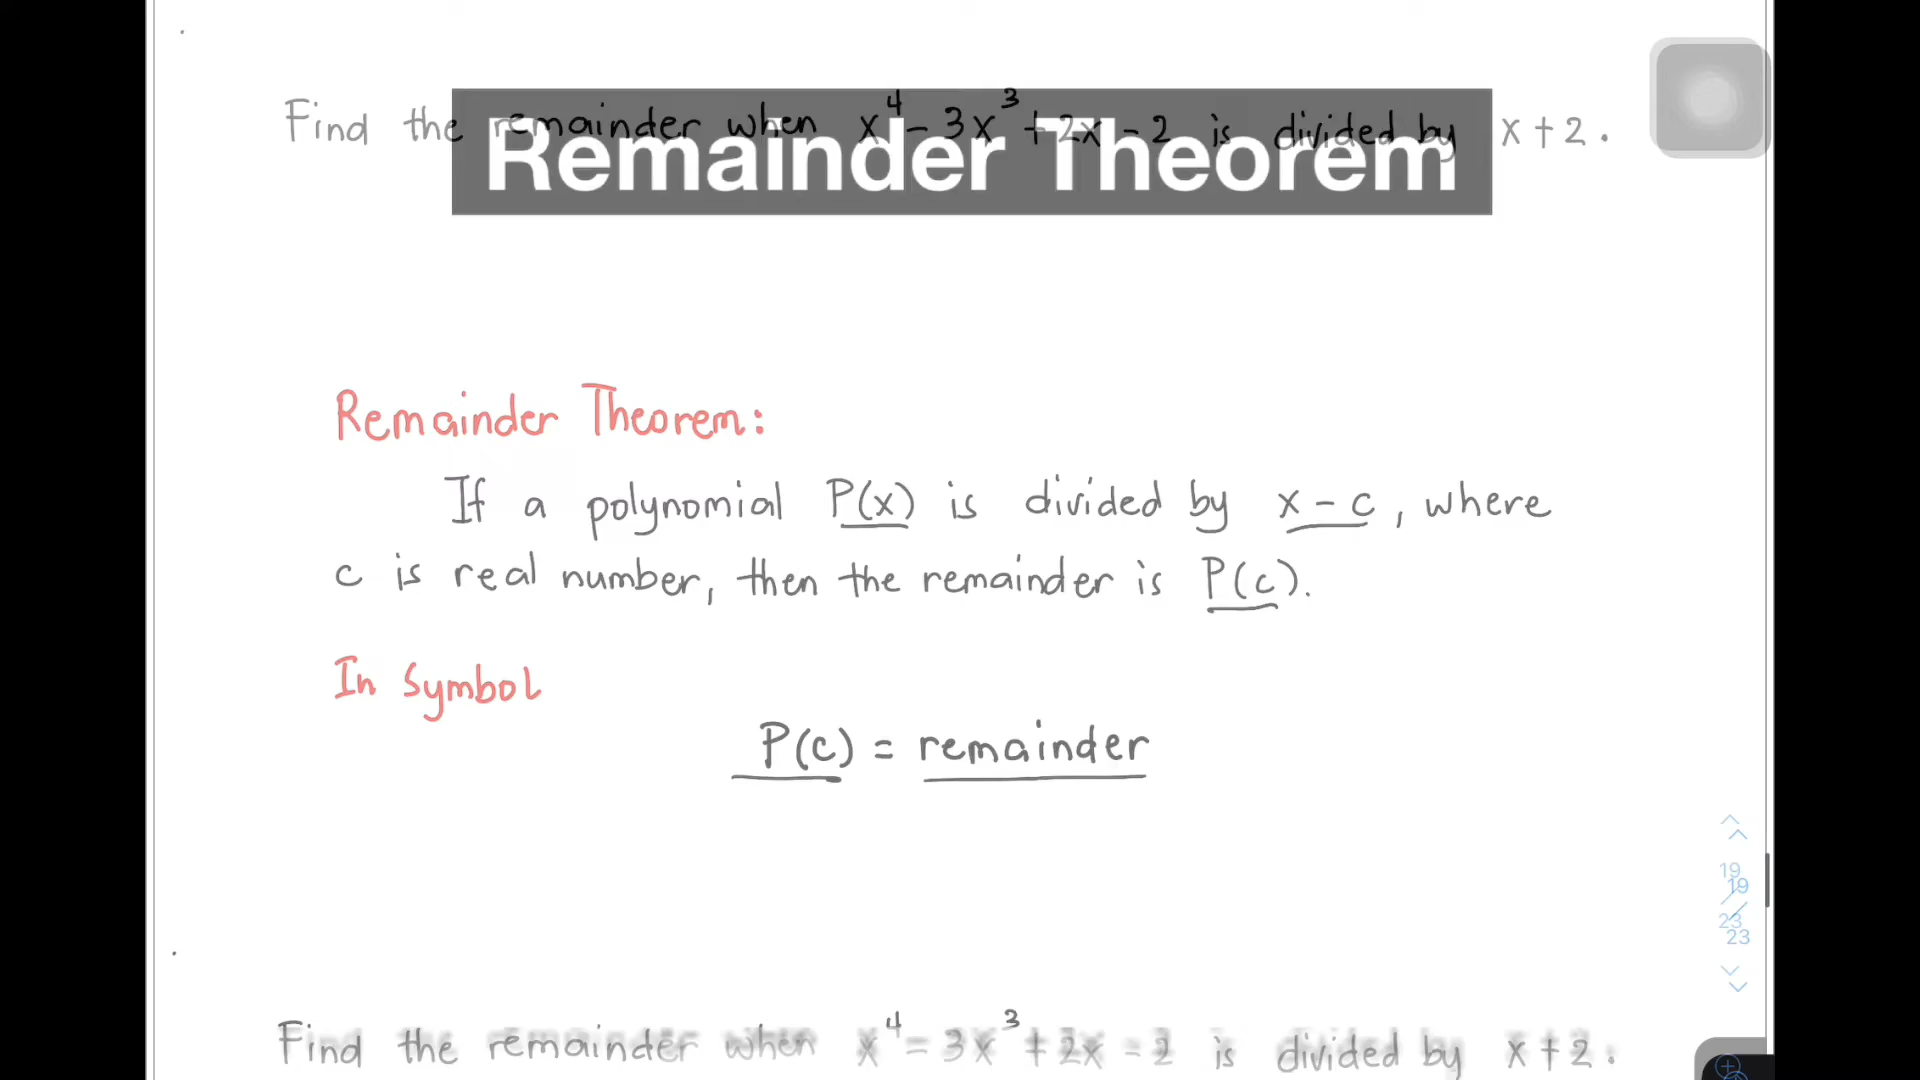 Find the remainder when x⁴ - 3x³ + 2x - 2 is divided by x + 2.
Remainder Theorem
Remainder Theorem:
If a polynomial P(x) is divided by x - c, where
c is real number, then the remainder is P(c).
In Symbol
P(c) = remainder
19
19
23
23
Find the remainder when x⁴ - 3x³ + 2x - 2 is divided by x + 2.